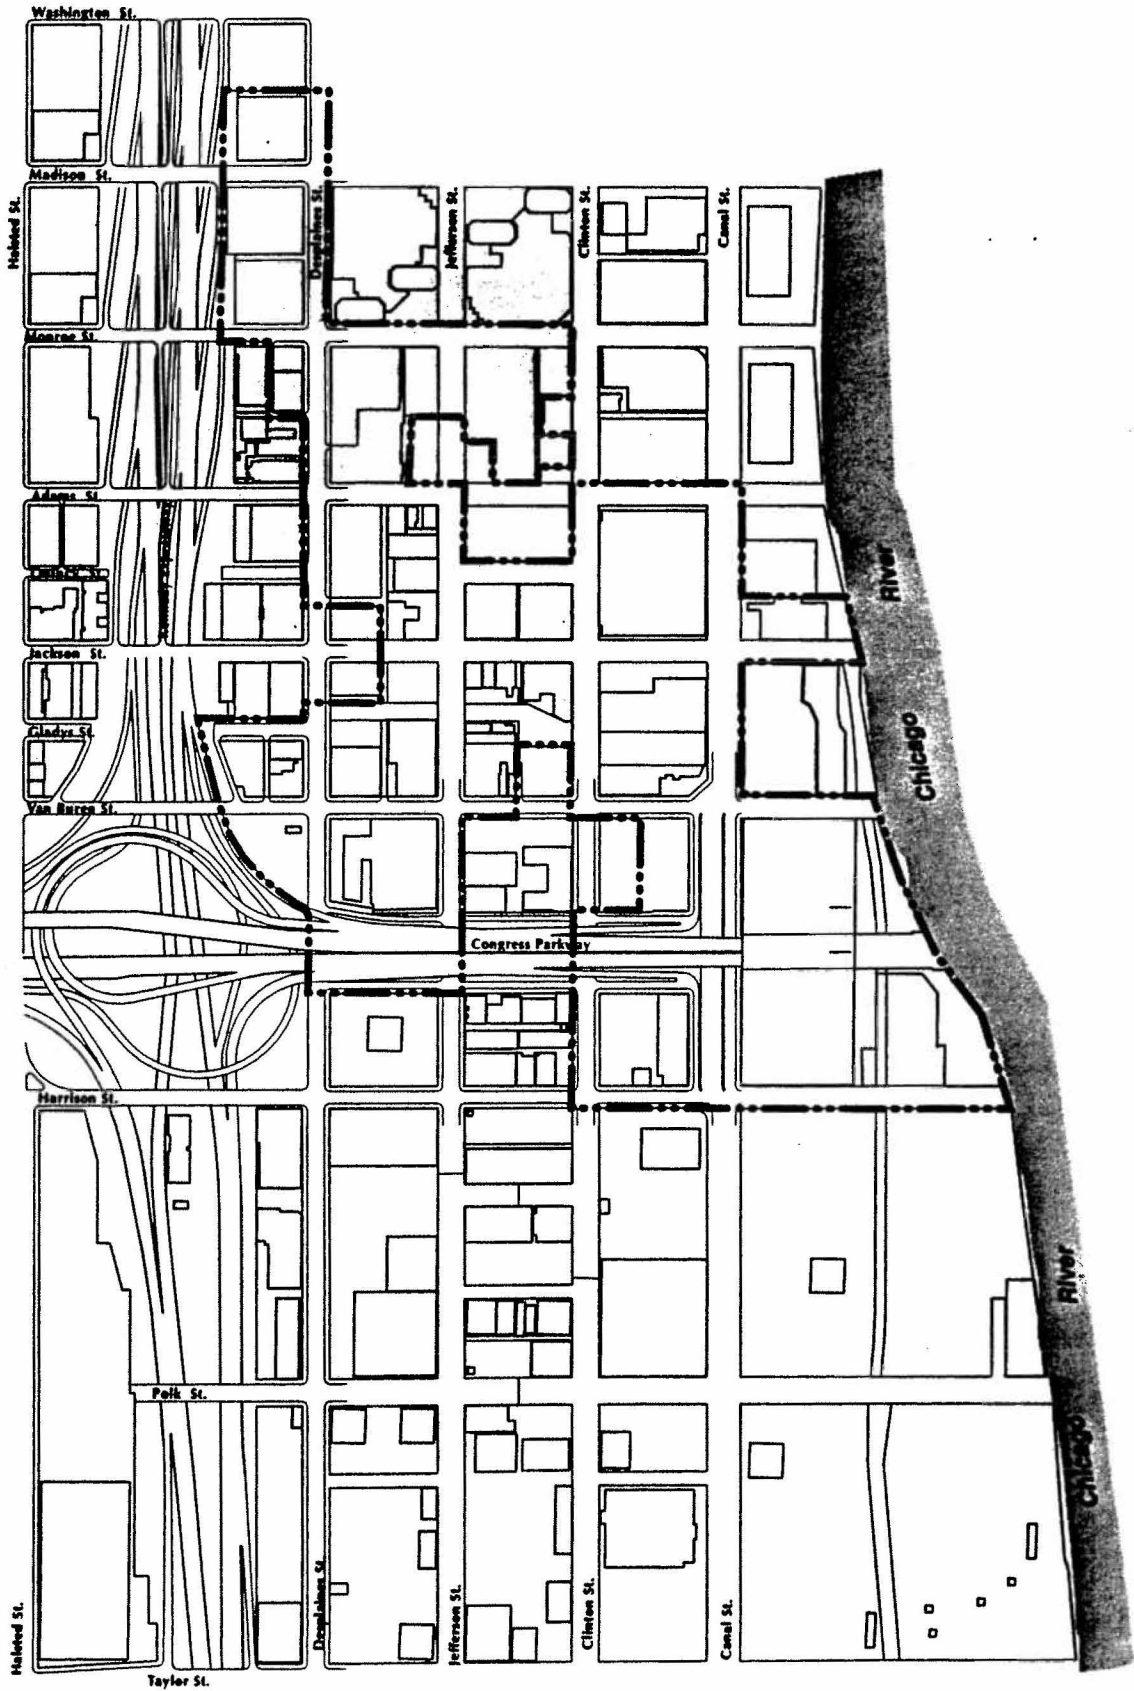 Washington St.
Madison St.
Halsted St.
Desplaines St.
Jefferson St.
Clinton St.
Canal St.
Monroe St.
Adams St.
Quincy St.
Jackson St.
Gladys St.
Van Buren St.
River
Chicago
Congress Parkway
Harrison St.
River
Chicago
Polk St.
Halsted St.
Desplaines St.
Jefferson St.
Clinton St.
Canal St.
Taylor St.